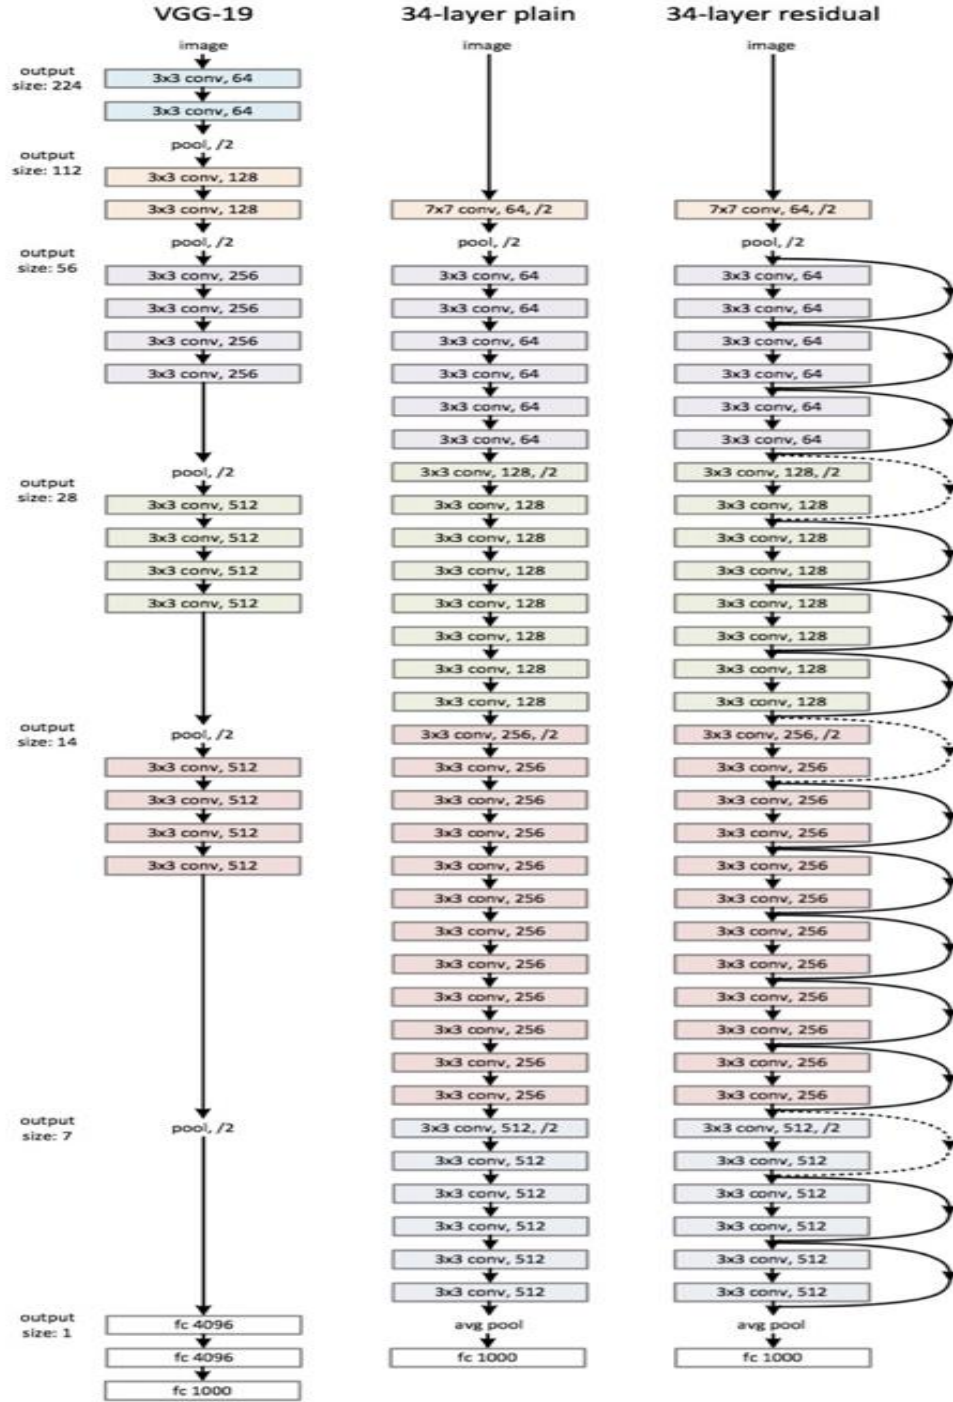 output
size: 224
output
size: 112
output
size: 56
output
size: 28
output
size: 14
output
size: 7
output
size: 1
VGG-19
image
3x3 conv, 64
3x3 conv, 64
pool, /2
3x3 conv, 128
3x3 conv, 128
pool, /2
3x3 conv, 256
3x3 conv, 256
3x3 conv, 256
3x3 conv, 256
pool, /2
3x3 conv, 512
3x3 conv, 512
3x3 conv, 512
3x3 conv, 512
pool, /2
3x3 conv, 512
3x3 conv, 512
3x3 conv, 512
3x3 conv, 512
pool, /2
fc 4096
fc 4096
fc 1000
34-layer plain
image
7x7 conv, 64, /2
pool, /2
3x3 conv, 64
3x3 conv, 64
3x3 conv, 64
3x3 conv, 64
3x3 conv, 64
3x3 conv, 64
3x3 conv, 128, /2
3x3 conv, 128
3x3 conv, 128
3x3 conv, 128
3x3 conv, 128
3x3 conv, 128
3x3 conv, 128
3x3 conv, 128
3x3 conv, 256, /2
3x3 conv, 256
3x3 conv, 256
3x3 conv, 256
3x3 conv, 256
3x3 conv, 256
3x3 conv, 256
3x3 conv, 256
3x3 conv, 256
3x3 conv, 256
3x3 conv, 256
3x3 conv, 256
3x3 conv, 512, /2
3x3 conv, 512
3x3 conv, 512
3x3 conv, 512
3x3 conv, 512
3x3 conv, 512
avg pool
fc 1000
34-layer residual
image
7x7 conv, 64, /2
pool, /2
3x3 conv, 64
3x3 conv, 64
3x3 conv, 64
3x3 conv, 64
3x3 conv, 64
3x3 conv, 64
3x3 conv, 128, /2
3x3 conv, 128
3x3 conv, 128
3x3 conv, 128
3x3 conv, 128
3x3 conv, 128
3x3 conv, 128
3x3 conv, 128
3x3 conv, 256, /2
3x3 conv, 256
3x3 conv, 256
3x3 conv, 256
3x3 conv, 256
3x3 conv, 256
3x3 conv, 256
3x3 conv, 256
3x3 conv, 256
3x3 conv, 256
3x3 conv, 256
3x3 conv, 256
3x3 conv, 512, /2
3x3 conv, 512
3x3 conv, 512
3x3 conv, 512
3x3 conv, 512
3x3 conv, 512
avg pool
fc 1000